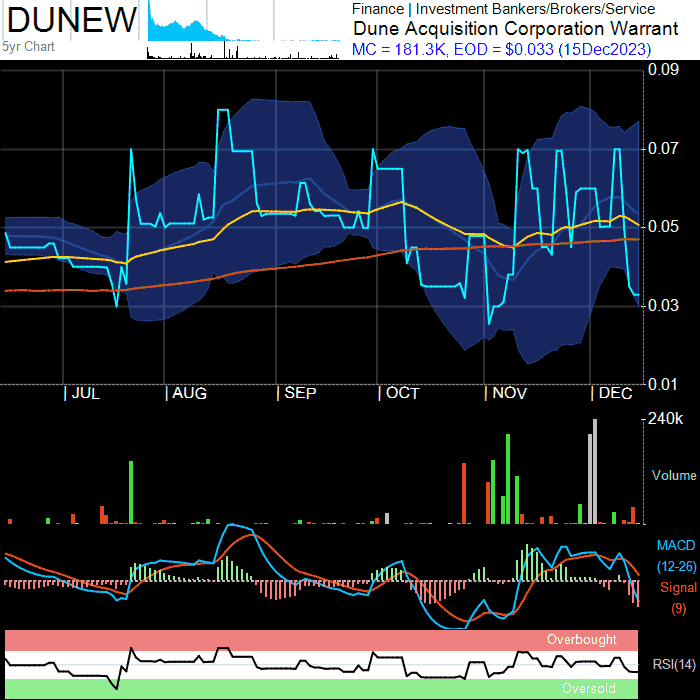 DUNEW
5yr Chart
Finance | Investment Bankers/Brokers/Service
Dune Acquisition Corporation Warrant
MC = 181.3K, EOD = $0.033 (15Dec2023)
0.09
0.07
0.05
0.03
0.01
| JUL | AUG | SEP | OCT | NOV | DEC
240k
Volume
MACD
(12-26)
Signal
(9)
Overbought
RSI(14)
Oversold